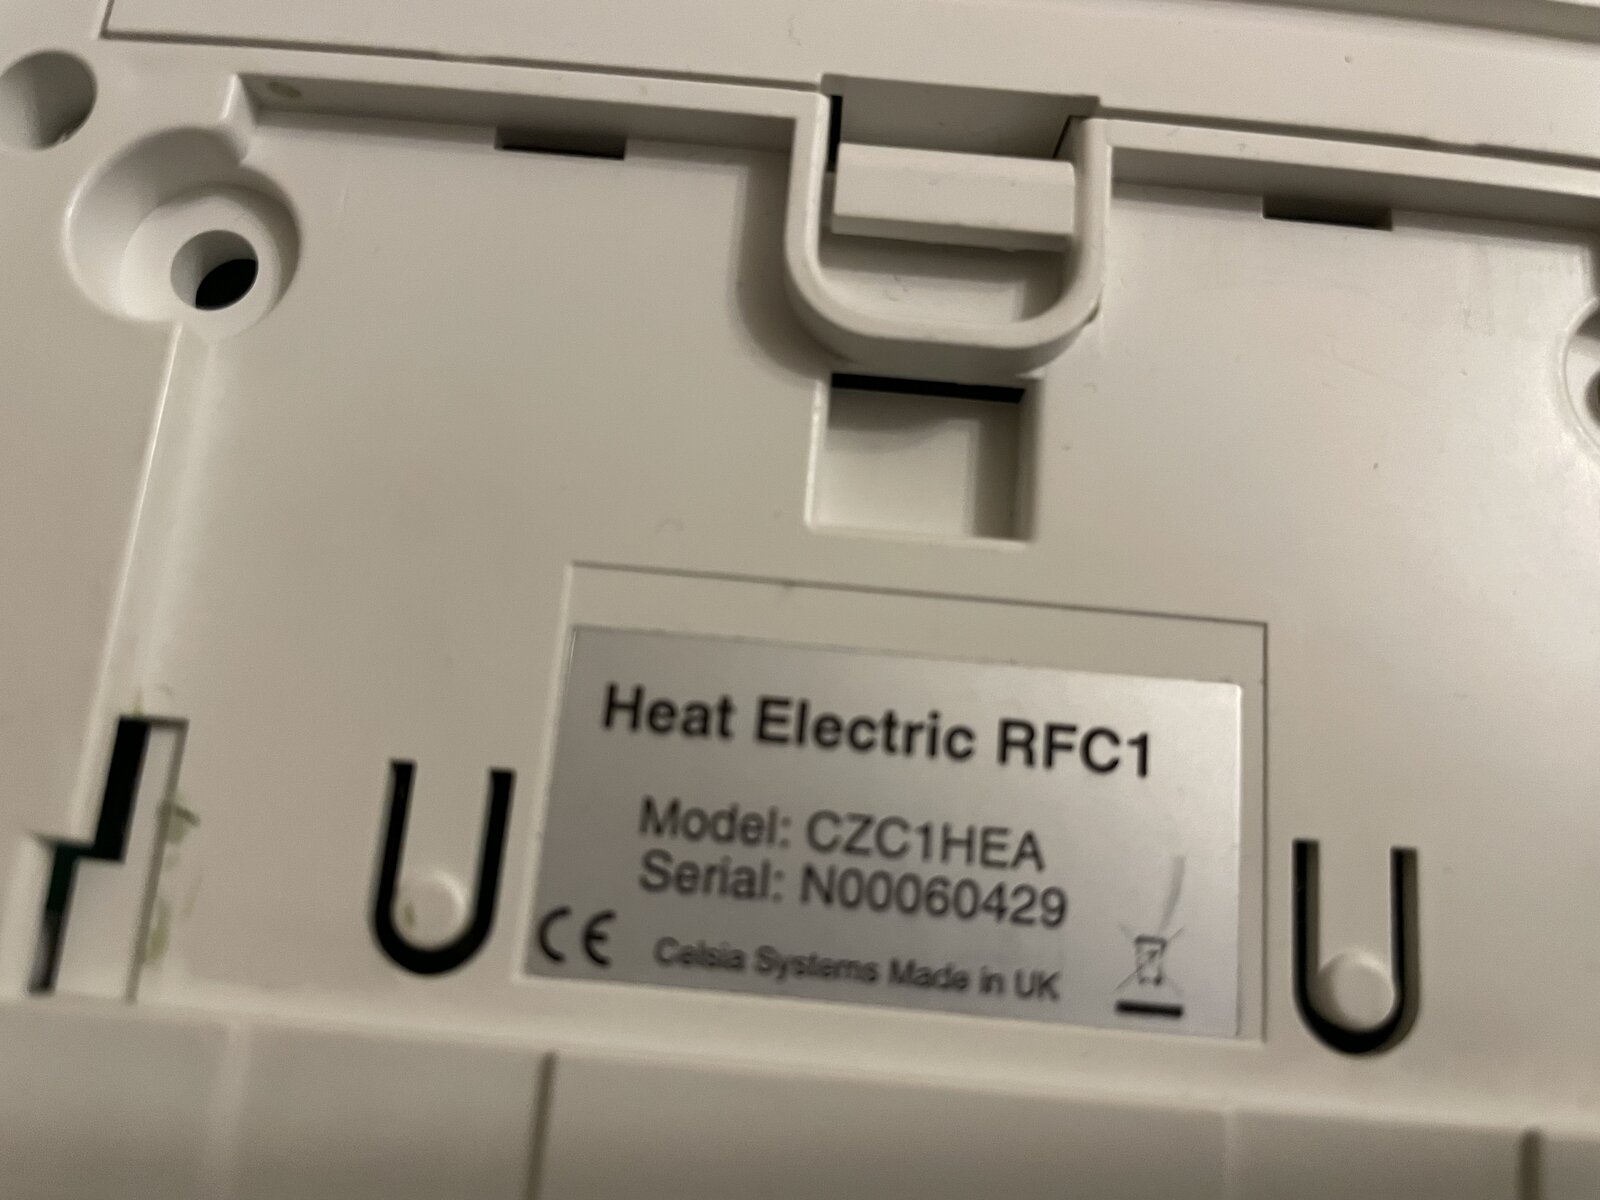 Heat Electric RFC1
Model: CZC1HEA
Serial: N00060429
CE Celsia Systems Made in UK